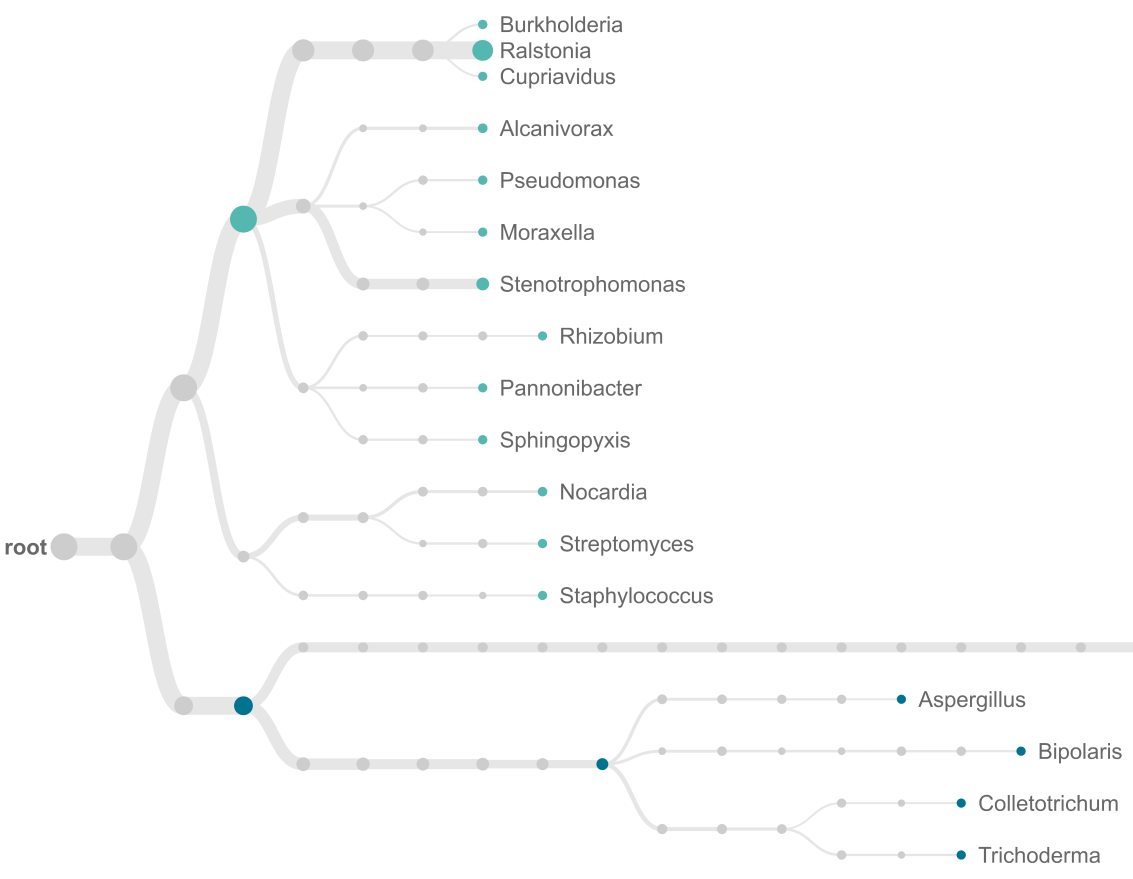 Burkholderia
Ralstonia
Cupriavidus
Alcanivorax
Pseudomonas
Moraxella
Stenotrophomonas
Rhizobium
Pannonibacter
Sphingopyxis
Nocardia
root
Streptomyces
Staphylococcus
Aspergillus
Bipolaris
Colletotrichum
Trichoderma